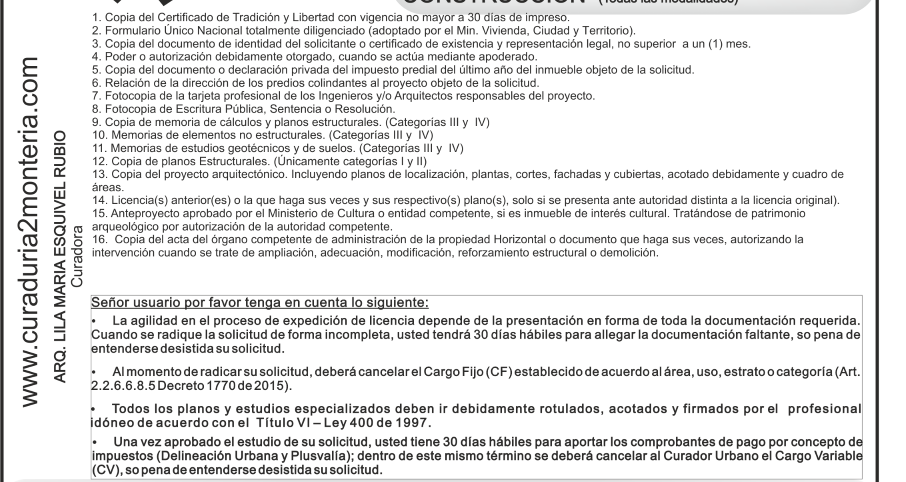 CONSTRUCCIÓN (Todas las modalidades)
1. Copia del Certificado de Tradición y Libertad con vigencia no mayor a 30 días de impreso.
2. Formulario Único Nacional totalmente diligenciado (adoptado por el Min. Vivienda, Ciudad y Territorio).
3. Copia del documento de identidad del solicitante o certificado de existencia y representación legal, no superior a un (1) mes.
4. Poder o autorización debidamente otorgado, cuando se actúa mediante apoderado.
5. Copia del documento o declaración privada del impuesto predial del último año del inmueble objeto de la solicitud.
6. Relación de la dirección de los predios colindantes al proyecto objeto de la solicitud.
7. Fotocopia de la tarjeta profesional de los Ingenieros y/o Arquitectos responsables del proyecto.
8. Fotocopia de Escritura Pública, Sentencia o Resolución.
9. Copia de memoria de cálculos y planos estructurales. (Categorías III y IV)
10. Memorias de elementos no estructurales. (Categorías III y IV)
11. Memorias de estudios geotécnicos y de suelos. (Categorías III y IV)
12. Copia de planos Estructurales. (Únicamente categorías I y II)
13. Copia del proyecto arquitectónico. Incluyendo planos de localización, plantas, cortes, fachadas y cubiertas, acotado debidamente y cuadro de
áreas.
14. Licencia(s) anterior(es) o la que haga sus veces y sus respectivo(s) plano(s), solo si se presenta ante autoridad distinta a la licencia original).
15. Anteproyecto aprobado por el Ministerio de Cultura o entidad competente, si es inmueble de interés cultural. Tratándose de patrimonio
arqueológico por autorización de la autoridad competente.
16. Copia del acta del órgano competente de administración de la propiedad Horizontal o documento que haga sus veces, autorizando la
intervención cuando se trate de ampliación, adecuación, modificación, reforzamiento estructural o demolición.
www.curaduria2monteria.com
ARQ. LILA MARIA ESQUIVEL RUBIO
Curadora
Señor usuario por favor tenga en cuenta lo siguiente:
• La agilidad en el proceso de expedición de licencia depende de la presentación en forma de toda la documentación requerida.
Cuando se radique la solicitud de forma incompleta, usted tendrá 30 días hábiles para allegar la documentación faltante, so pena de
entenderse desistida su solicitud.
• Al momento de radicar su solicitud, deberá cancelar el Cargo Fijo (CF) establecido de acuerdo al área, uso, estrato o categoría (Art.
2.2.6.6.8.5 Decreto 1770 de 2015).
• Todos los planos y estudios especializados deben ir debidamente rotulados, acotados y firmados por el profesional
idóneo de acuerdo con el Título VI – Ley 400 de 1997.
• Una vez aprobado el estudio de su solicitud, usted tiene 30 días hábiles para aportar los comprobantes de pago por concepto de
impuestos (Delineación Urbana y Plusvalía); dentro de este mismo término se deberá cancelar al Curador Urbano el Cargo Variable
(CV), so pena de entenderse desistida su solicitud.